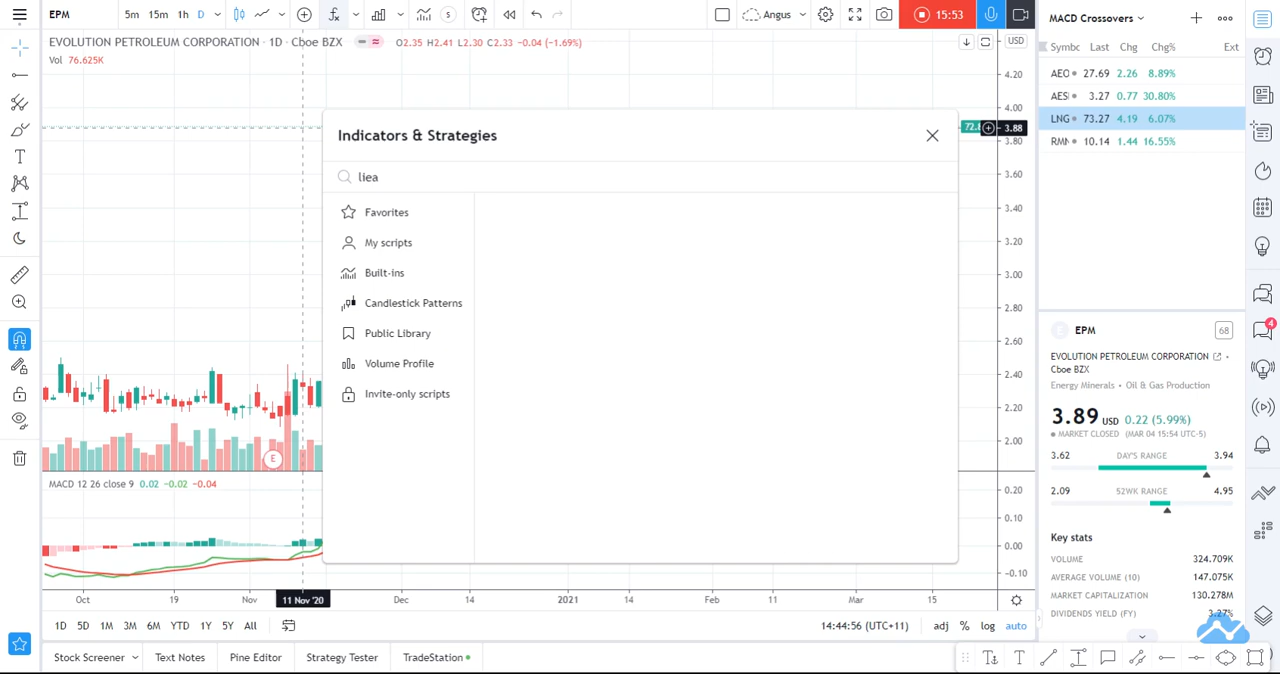 EPM 5m 15m 1h D fx S Angus 15:53 MACD Crossovers
EVOLUTION PETROLEUM CORPORATION · 1D · Cboe BZX O2.35 H2.41 L2.30 C2.33 −0.04 (−1.69%) USD
Vol 76.625K
Symbc Last Chg Chg% Ext
AEO 27.69 2.26 8.89%
AESI 3.27 0.77 30.80%
LNG 73.27 4.19 6.07%
RMN 10.14 1.44 16.55%
4.20
4.00
72.8 3.88
3.80
3.60
3.40
3.20
3.00
2.80
2.60
2.40
2.20
2.00
Indicators & Strategies
liea
Favorites
My scripts
Built-ins
Candlestick Patterns
Public Library
Volume Profile
Invite-only scripts
E
MACD 12 26 close 9 0.02 −0.02 −0.04
0.20
0.10
0.00
-0.10
Oct 19 Nov 11 Nov '20 Dec 14 2021 14 Feb 11 Mar 15
1D 5D 1M 3M 6M YTD 1Y 5Y All 14:44:56 (UTC+11) adj % log auto
Stock Screener Text Notes Pine Editor Strategy Tester TradeStation
4
E EPM 68
EVOLUTION PETROLEUM CORPORATION ·
Cboe BZX
Energy Minerals • Oil & Gas Production
3.89 USD 0.22 (5.99%)
MARKET CLOSED (MAR 04 15:54 UTC-5)
3.62 DAY'S RANGE 3.94
2.09 52WK RANGE 4.95
Key stats
VOLUME 324.709K
AVERAGE VOLUME (10) 147.075K
MARKET CAPITALIZATION 130.278M
DIVIDENDS YIELD (FY) 3.27%